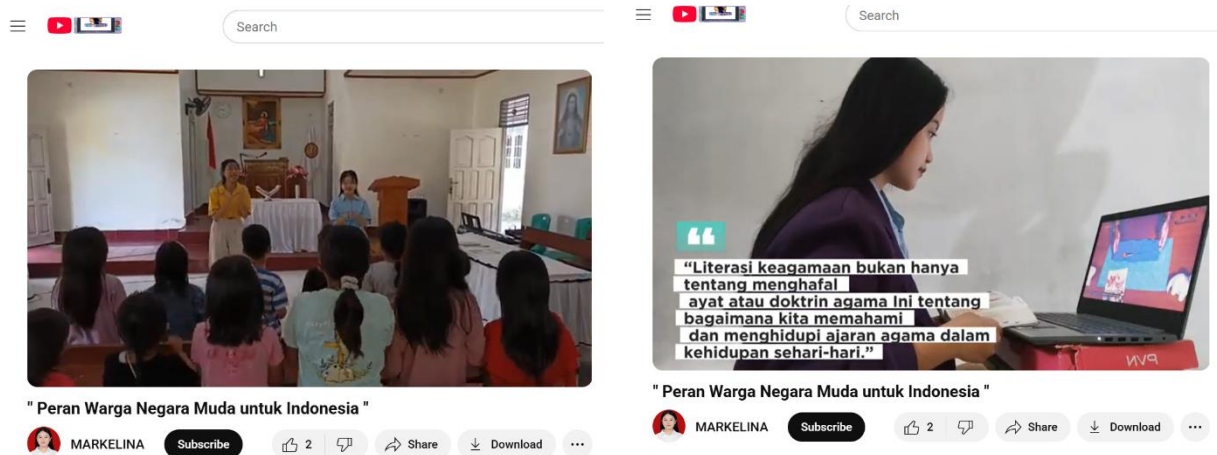 Search
" Peran Warga Negara Muda untuk Indonesia "
MARKELINA
Subscribe
2
Share
Download
Search
“Literasi keagamaan bukan hanya
tentang menghafal
ayat atau doktrin agama Ini tentang
bagaimana kita memahami
dan menghidupi ajaran agama dalam
kehidupan sehari-hari.”
" Peran Warga Negara Muda untuk Indonesia "
MARKELINA
Subscribe
2
Share
Download